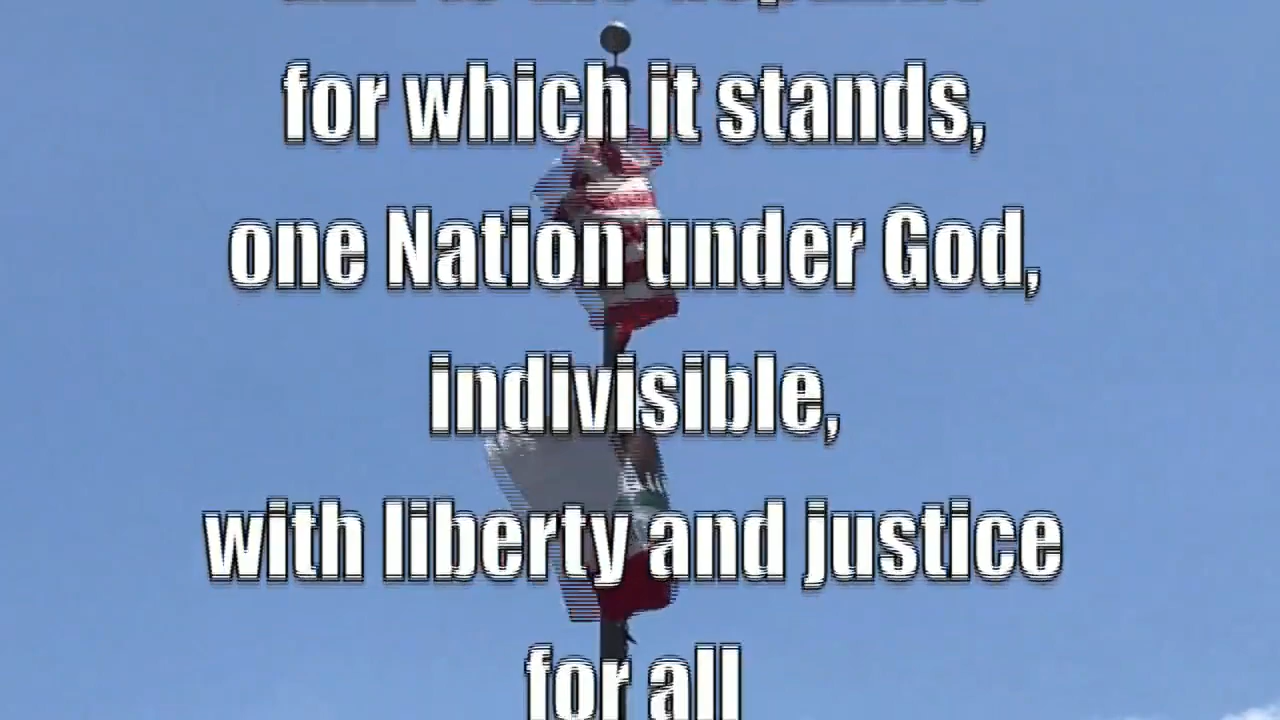 for which it stands,
one Nation under God,
indivisible,
with liberty and justice
for all